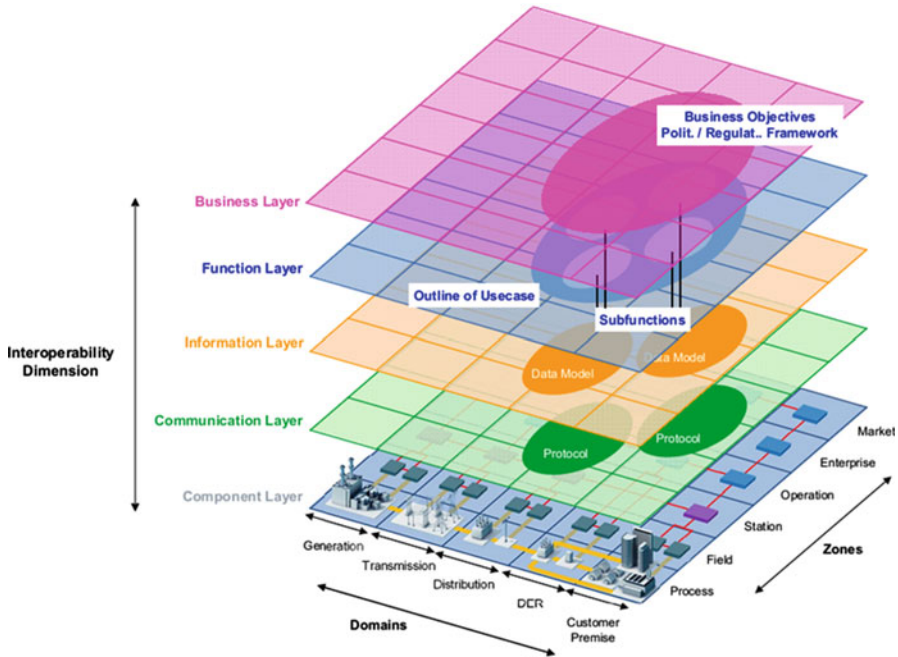 Business Objectives
Polit. / Regulat.. Framework
Business Layer
Function Layer
Outline of Usecase
Subfunctions
Information Layer
Interoperability
Dimension
Data Model
Data Model
Communication Layer
Protocol
Protocol
Component Layer
Market
Enterprise
Operation
Station
Field
Process
Zones
Generation
Transmission
Distribution
DER
Customer
Premise
Domains